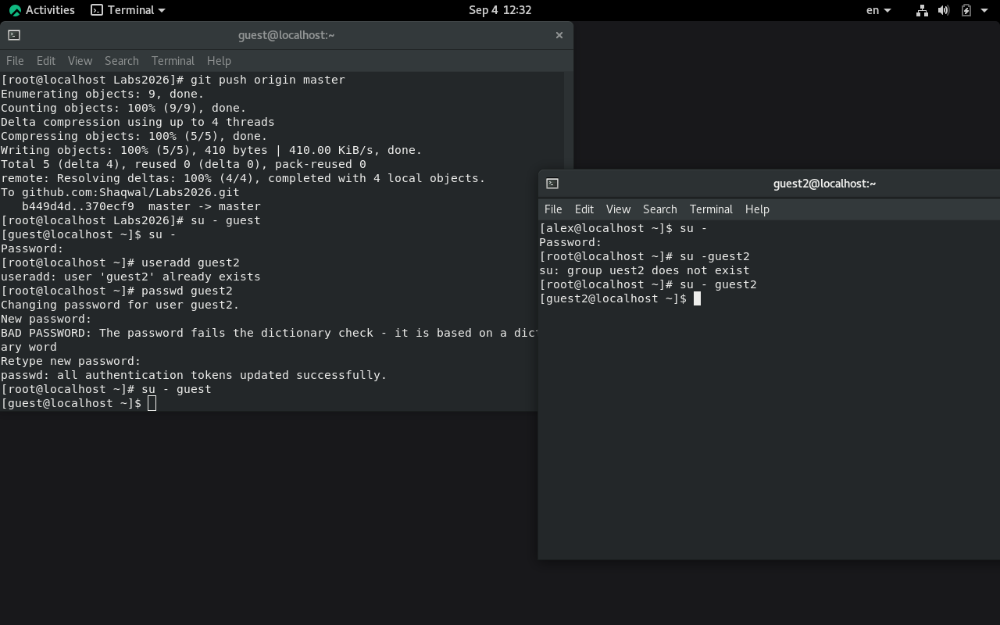 Activities
Terminal
Sep 4 12:32
en
guest@localhost:~
File Edit View Search Terminal Help
[root@localhost Labs2026]# git push origin master
Enumerating objects: 9, done.
Counting objects: 100% (9/9), done.
Delta compression using up to 4 threads
Compressing objects: 100% (5/5), done.
Writing objects: 100% (5/5), 410 bytes | 410.00 KiB/s, done.
Total 5 (delta 4), reused 0 (delta 0), pack-reused 0
remote: Resolving deltas: 100% (4/4), completed with 4 local objects.
To github.com:Shaqwal/Labs2026.git
   b449d4d..370ecf9  master -> master
[root@localhost Labs2026]# su - guest
[guest@localhost ~]$ su -
Password:
[root@localhost ~]# useradd guest2
useradd: user 'guest2' already exists
[root@localhost ~]# passwd guest2
Changing password for user guest2.
New password:
BAD PASSWORD: The password fails the dictionary check - it is based on a dict
ary word
Retype new password:
passwd: all authentication tokens updated successfully.
[root@localhost ~]# su - guest
[guest@localhost ~]$
guest2@localhost:~
File Edit View Search Terminal Help
[alex@localhost ~]$ su -
Password:
[root@localhost ~]# su -guest2
su: group uest2 does not exist
[root@localhost ~]# su - guest2
[guest2@localhost ~]$